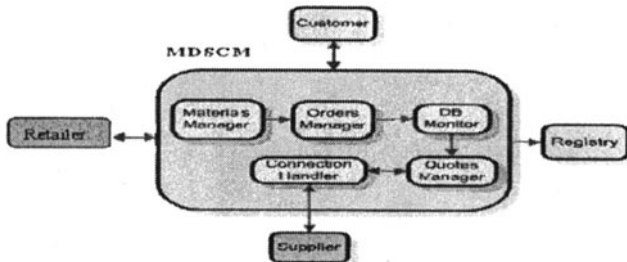 Customer
MDSCM
Materials
Manager
Orders
Manager
DB
Monitor
Retailer
Registry
Connection
Handler
Quotes
Manager
Supplier